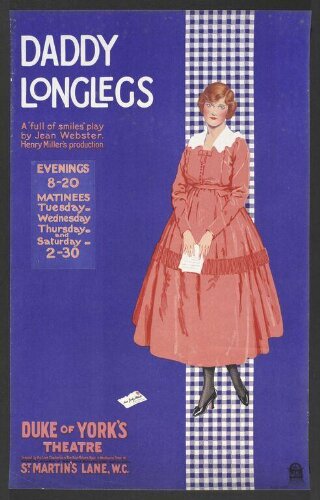 DADDY
LONGLEGS
A "full of smiles" play
by Jean Webster.
Henry Miller's production
EVENINGS
8-20
MATINEES
Tuesday-
Wednesday
Thursday-
and
Saturday-
2-30
DUKE OF YORK'S
THEATRE
ST MARTIN'S LANE, W.C.